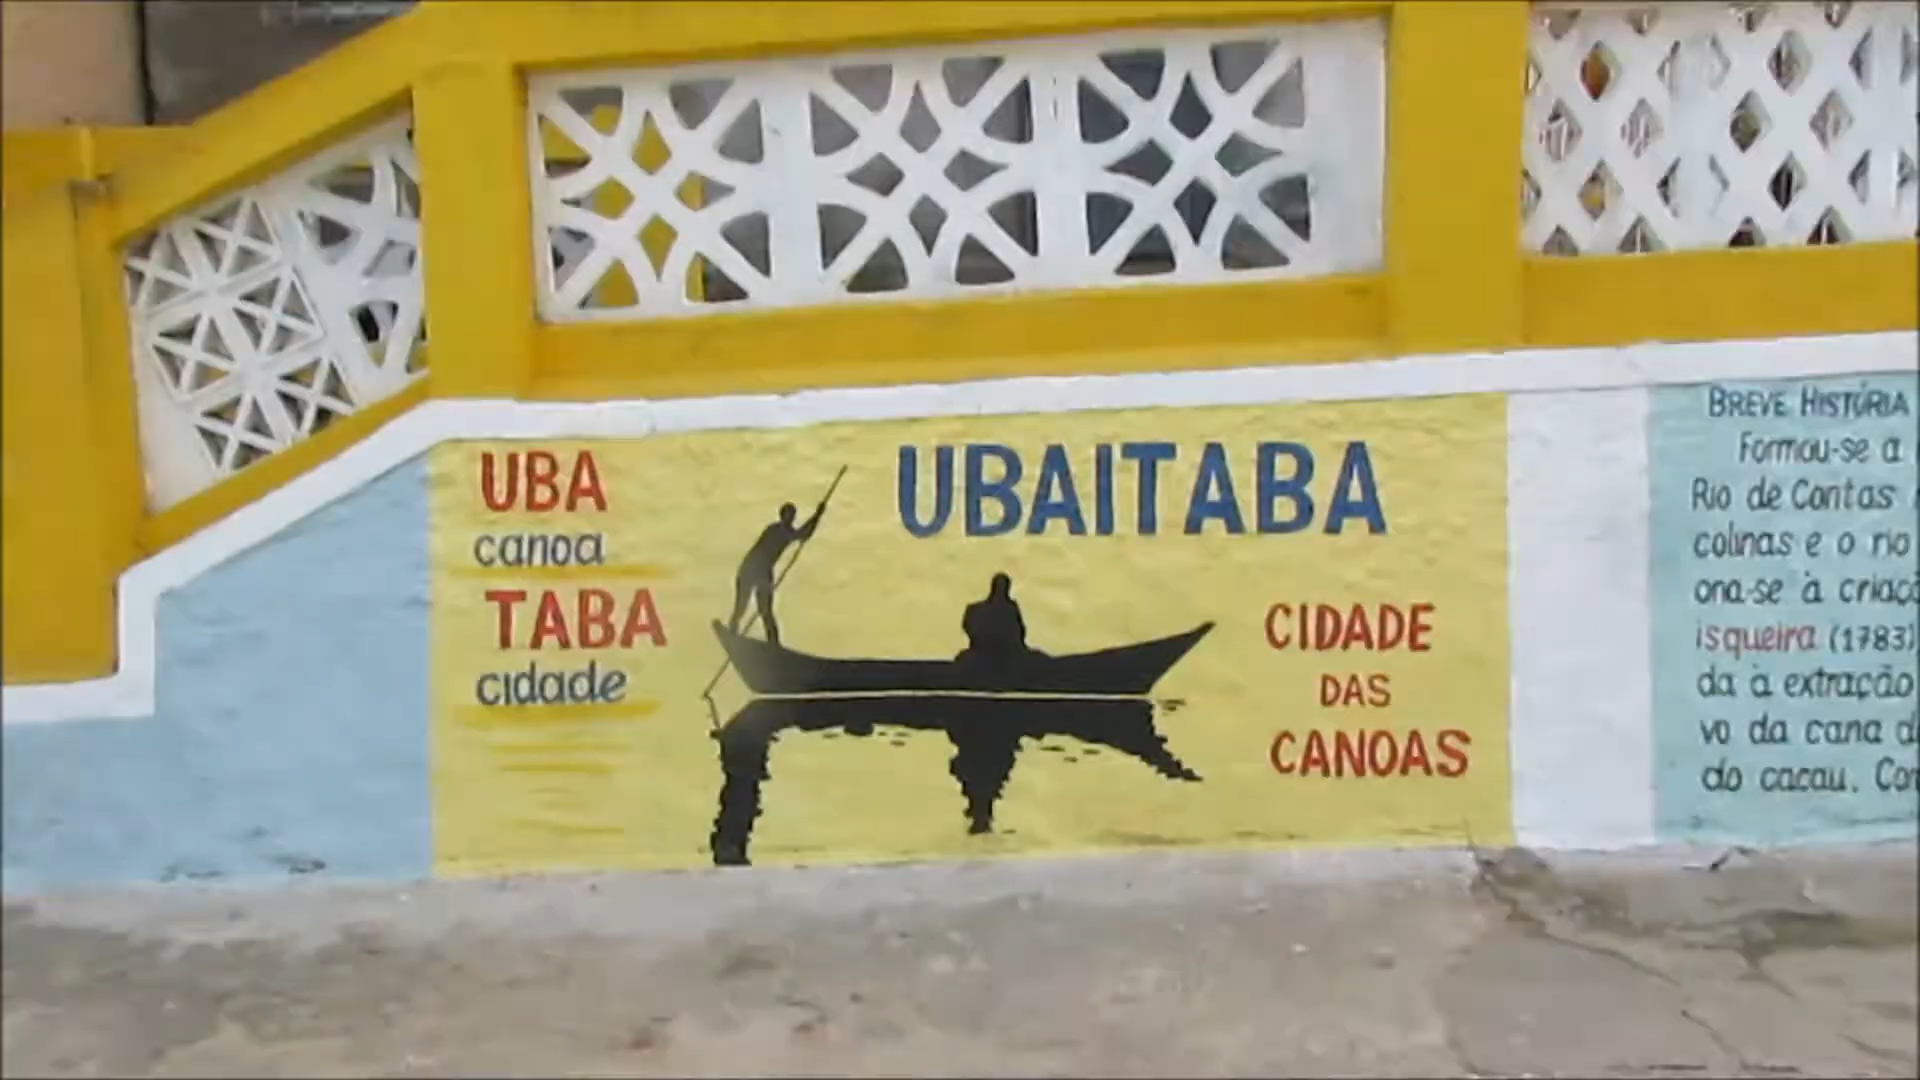 UBA
canoa
TABA
cidade
UBAITABA
CIDADE
DAS
CANOAS
BREVE HISTÓRIA
Formou-se a
Rio de Contas
colinas e o rio
ona-se à criaçã
isqueira (1783)
da à extração
vo da cana d
do cacau. Con